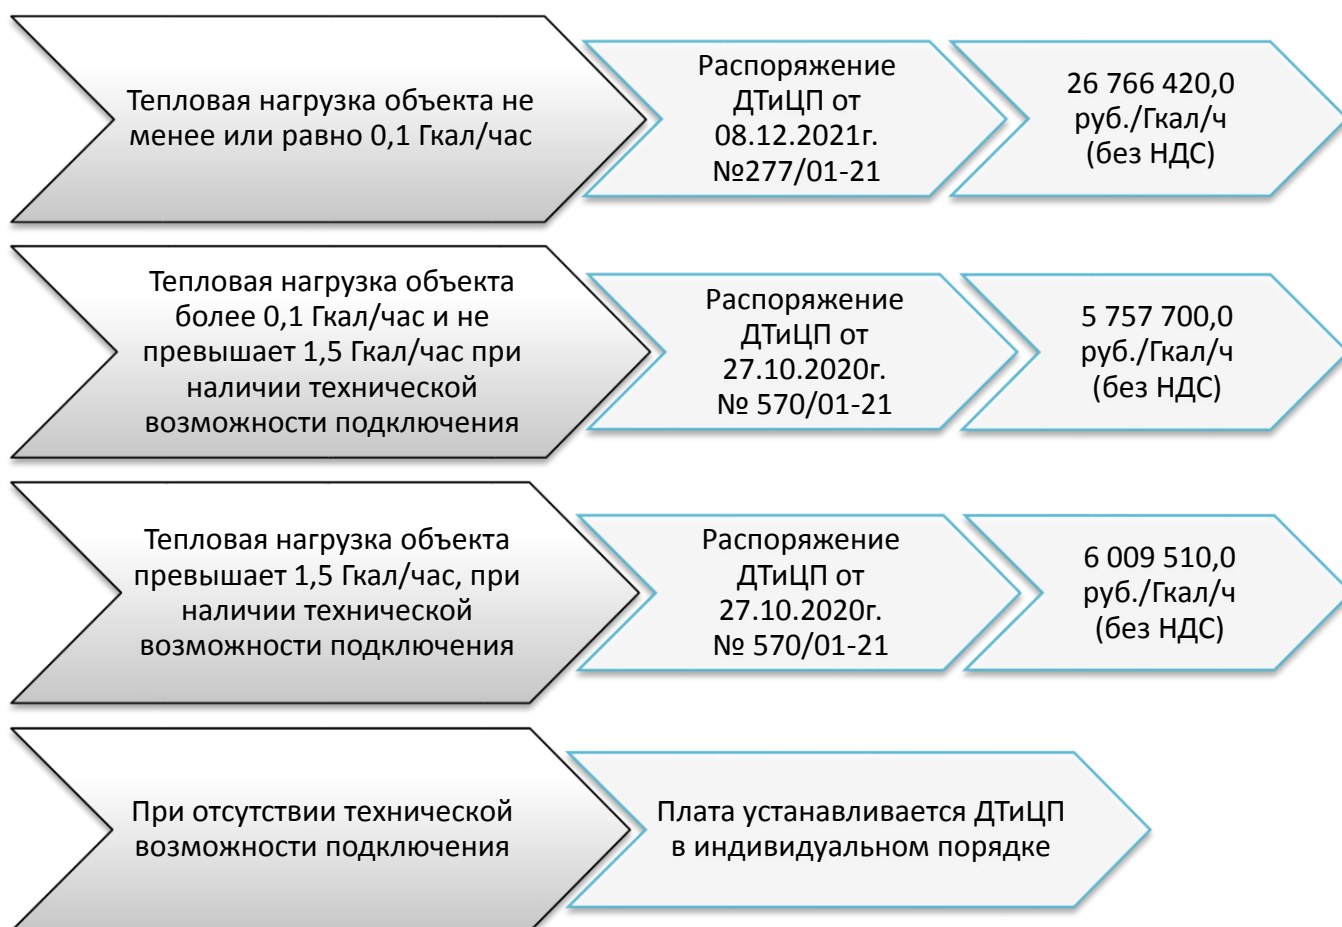 Тепловая нагрузка объекта не
менее или равно 0,1 Гкал/час
Распоряжение
ДТиЦП от
08.12.2021г.
№277/01-21
26 766 420,0
руб./Гкал/ч
(без НДС)
Тепловая нагрузка объекта
более 0,1 Гкал/час и не
превышает 1,5 Гкал/час при
наличии технической
возможности подключения
Распоряжение
ДТиЦП от
27.10.2020г.
№ 570/01-21
5 757 700,0
руб./Гкал/ч
(без НДС)
Тепловая нагрузка объекта
превышает 1,5 Гкал/час, при
наличии технической
возможности подключения
Распоряжение
ДТиЦП от
27.10.2020г.
№ 570/01-21
6 009 510,0
руб./Гкал/ч
(без НДС)
При отсутствии технической
возможности подключения
Плата устанавливается ДТиЦП
в индивидуальном порядке